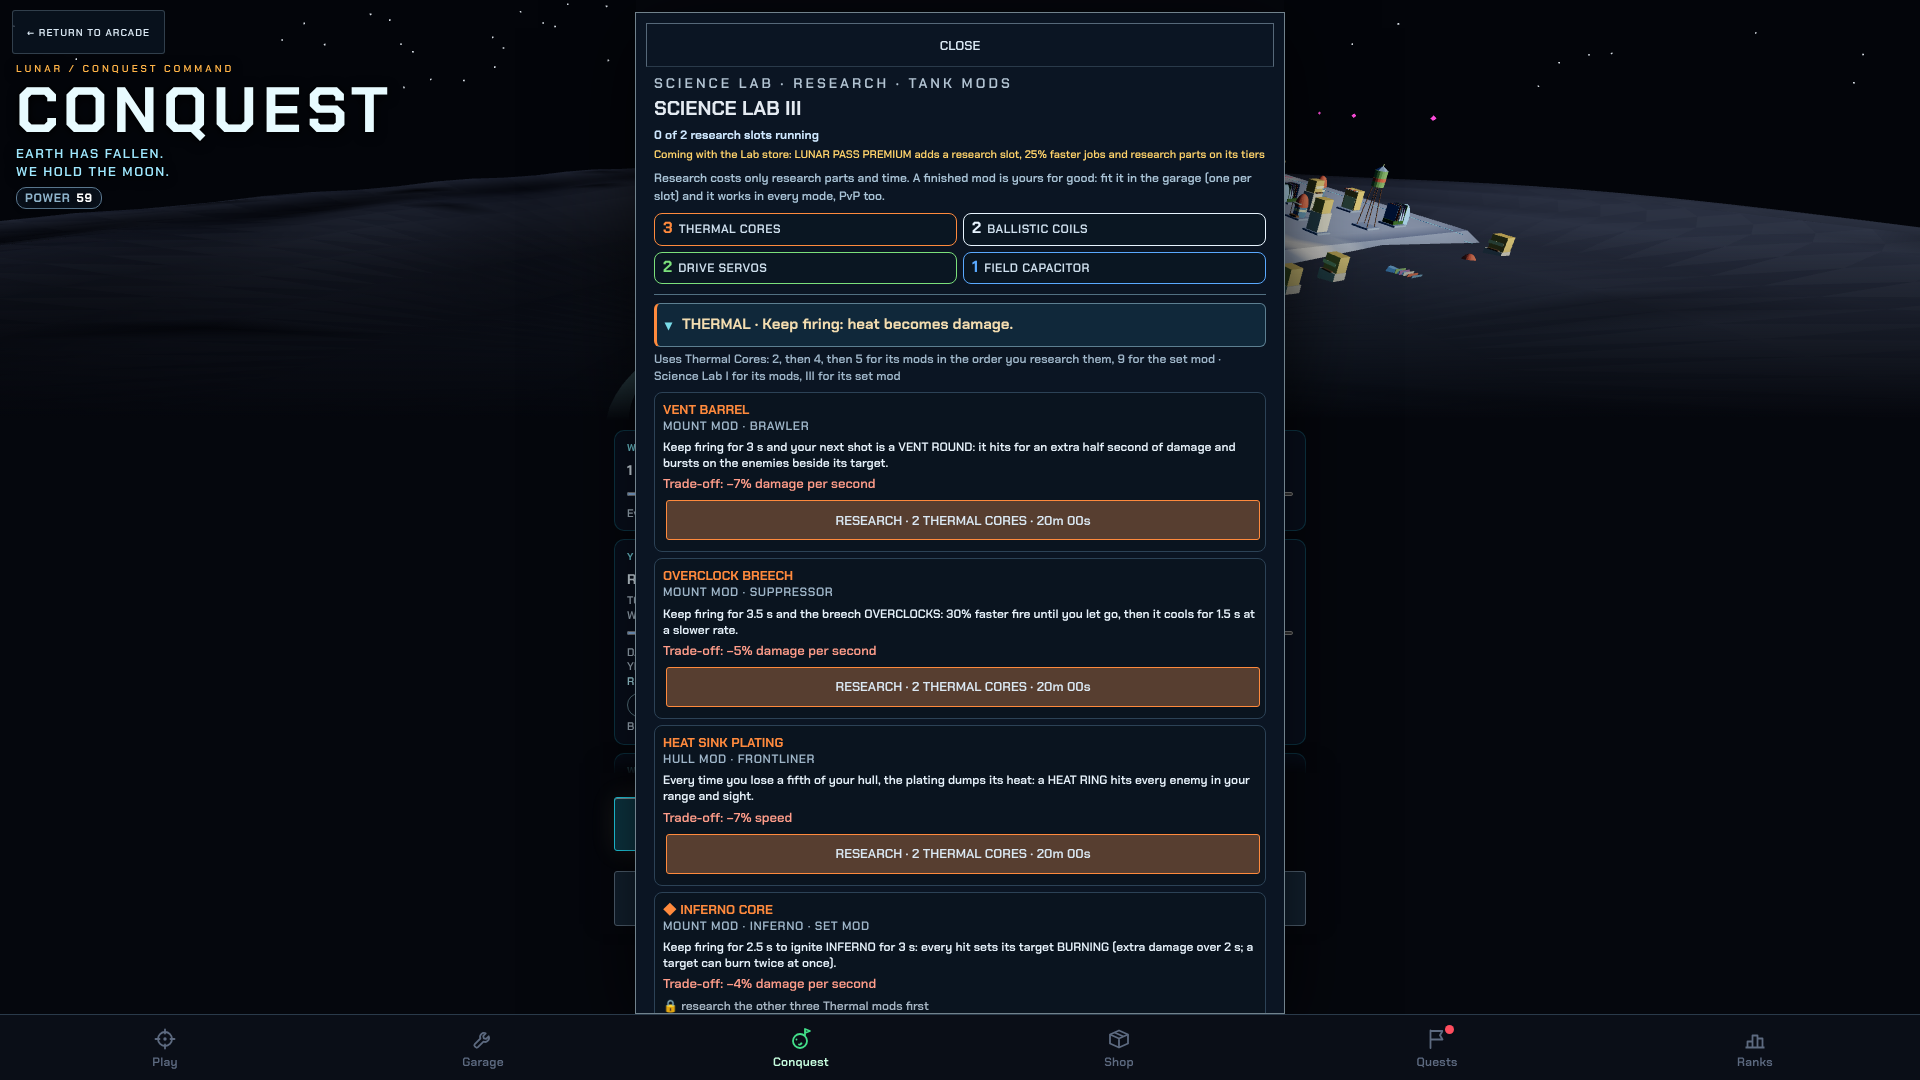 ← RETURN TO ARCADE
LUNAR / CONQUEST COMMAND
CONQUEST
EARTH HAS FALLEN.
WE HOLD THE MOON.
POWER 59
CLOSE
SCIENCE LAB · RESEARCH · TANK MODS
SCIENCE LAB III
0 of 2 research slots running
Coming with the Lab store: LUNAR PASS PREMIUM adds a research slot, 25% faster jobs and research parts on its tiers
Research costs only research parts and time. A finished mod is yours for good: fit it in the garage (one per
slot) and it works in every mode, PvP too.
3 THERMAL CORES
2 BALLISTIC COILS
2 DRIVE SERVOS
1 FIELD CAPACITOR
▼ THERMAL · Keep firing: heat becomes damage.
Uses Thermal Cores: 2, then 4, then 5 for its mods in the order you research them, 9 for the set mod ·
Science Lab I for its mods, III for its set mod
VENT BARREL
MOUNT MOD · BRAWLER
Keep firing for 3 s and your next shot is a VENT ROUND: it hits for an extra half second of damage and
bursts on the enemies beside its target.
Trade-off: −7% damage per second
RESEARCH · 2 THERMAL CORES · 20m 00s
OVERCLOCK BREECH
MOUNT MOD · SUPPRESSOR
Keep firing for 3.5 s and the breech OVERCLOCKS: 30% faster fire until you let go, then it cools for 1.5 s at
a slower rate.
Trade-off: −5% damage per second
RESEARCH · 2 THERMAL CORES · 20m 00s
HEAT SINK PLATING
HULL MOD · FRONTLINER
Every time you lose a fifth of your hull, the plating dumps its heat: a HEAT RING hits every enemy in your
range and sight.
Trade-off: −7% speed
RESEARCH · 2 THERMAL CORES · 20m 00s
◆ INFERNO CORE
MOUNT MOD · INFERNO · SET MOD
Keep firing for 2.5 s to ignite INFERNO for 3 s: every hit sets its target BURNING (extra damage over 2 s; a
target can burn twice at once).
Trade-off: −4% damage per second
🔒 research the other three Thermal mods first
Play
Garage
Conquest
Shop
Quests
Ranks